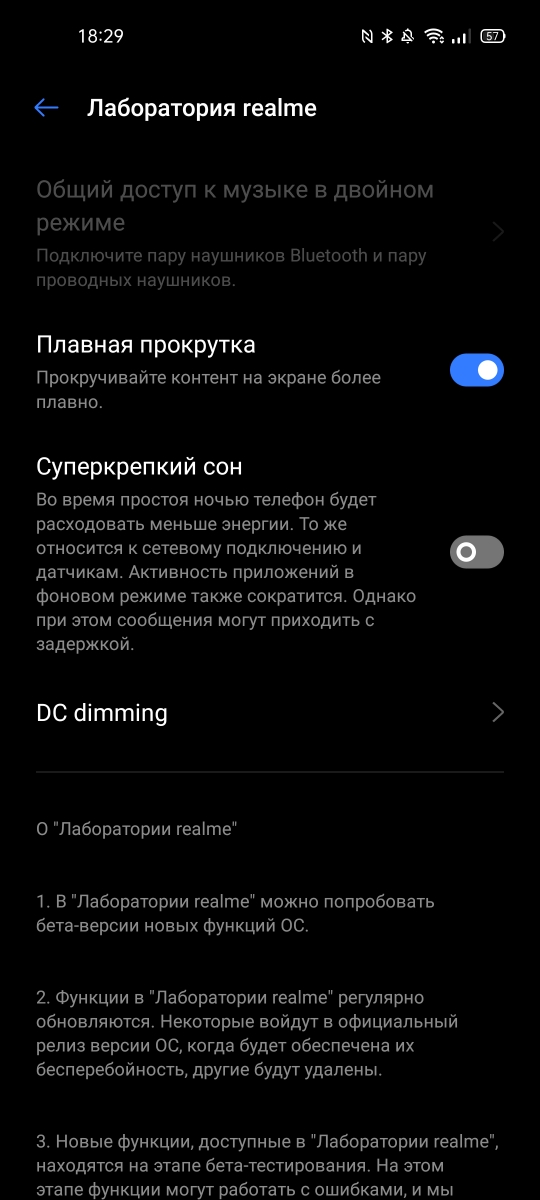 18:29
57
Лаборатория realme
Общий доступ к музыке в двойном
режиме
Подключите пару наушников Bluetooth и пару
проводных наушников.
Плавная прокрутка
Прокручивайте контент на экране более
плавно.
Суперкрепкий сон
Во время простоя ночью телефон будет
расходовать меньше энергии. То же
относится к сетевому подключению и
датчикам. Активность приложений в
фоновом режиме также сократится. Однако
при этом сообщения могут приходить с
задержкой.
DC dimming
О "Лаборатории realme"
1. В "Лаборатории realme" можно попробовать
бета-версии новых функций ОС.
2. Функции в "Лаборатории realme" регулярно
обновляются. Некоторые войдут в официальный
релиз версии ОС, когда будет обеспечена их
бесперебойность, другие будут удалены.
3. Новые функции, доступные в "Лаборатории realme",
находятся на этапе бета-тестирования. На этом
этапе функции могут работать с ошибками, и мы